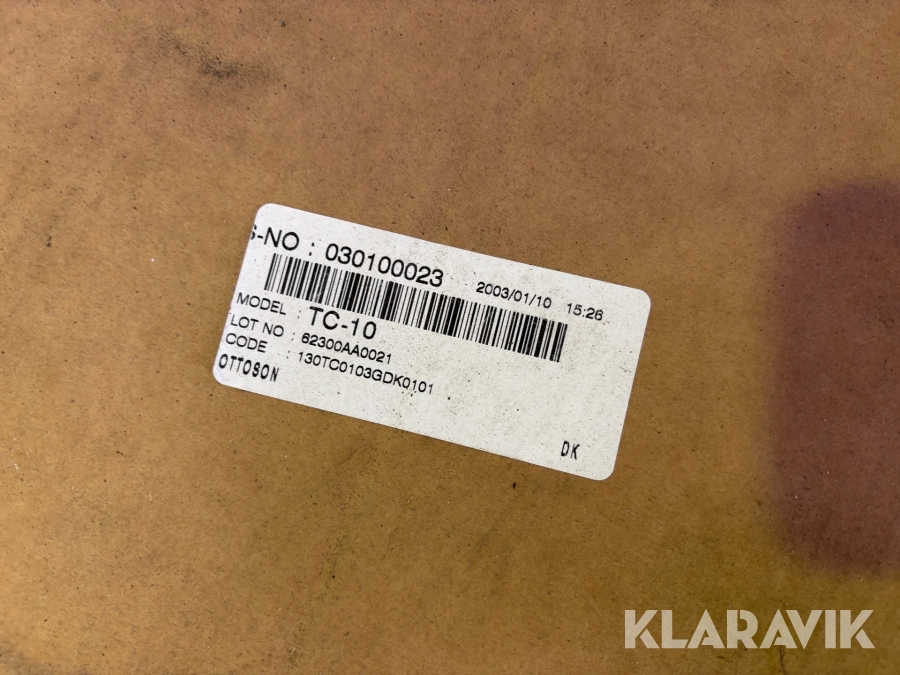 S-NO : 030100023 2003/01/10 15:26
MODEL : TC-10
LOT NO : 62300AA0021
CODE : 130TC0103GDK0101
OTTOSON
DK
KLARAVIK